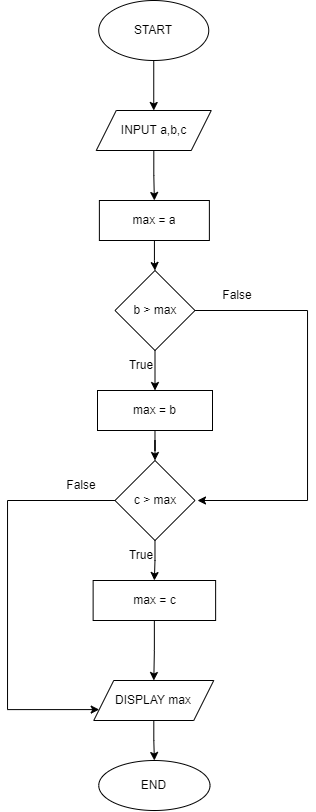 START
INPUT a,b,c
max = a
b > max
False
True
max = b
c > max
False
True
max = c
DISPLAY max
END